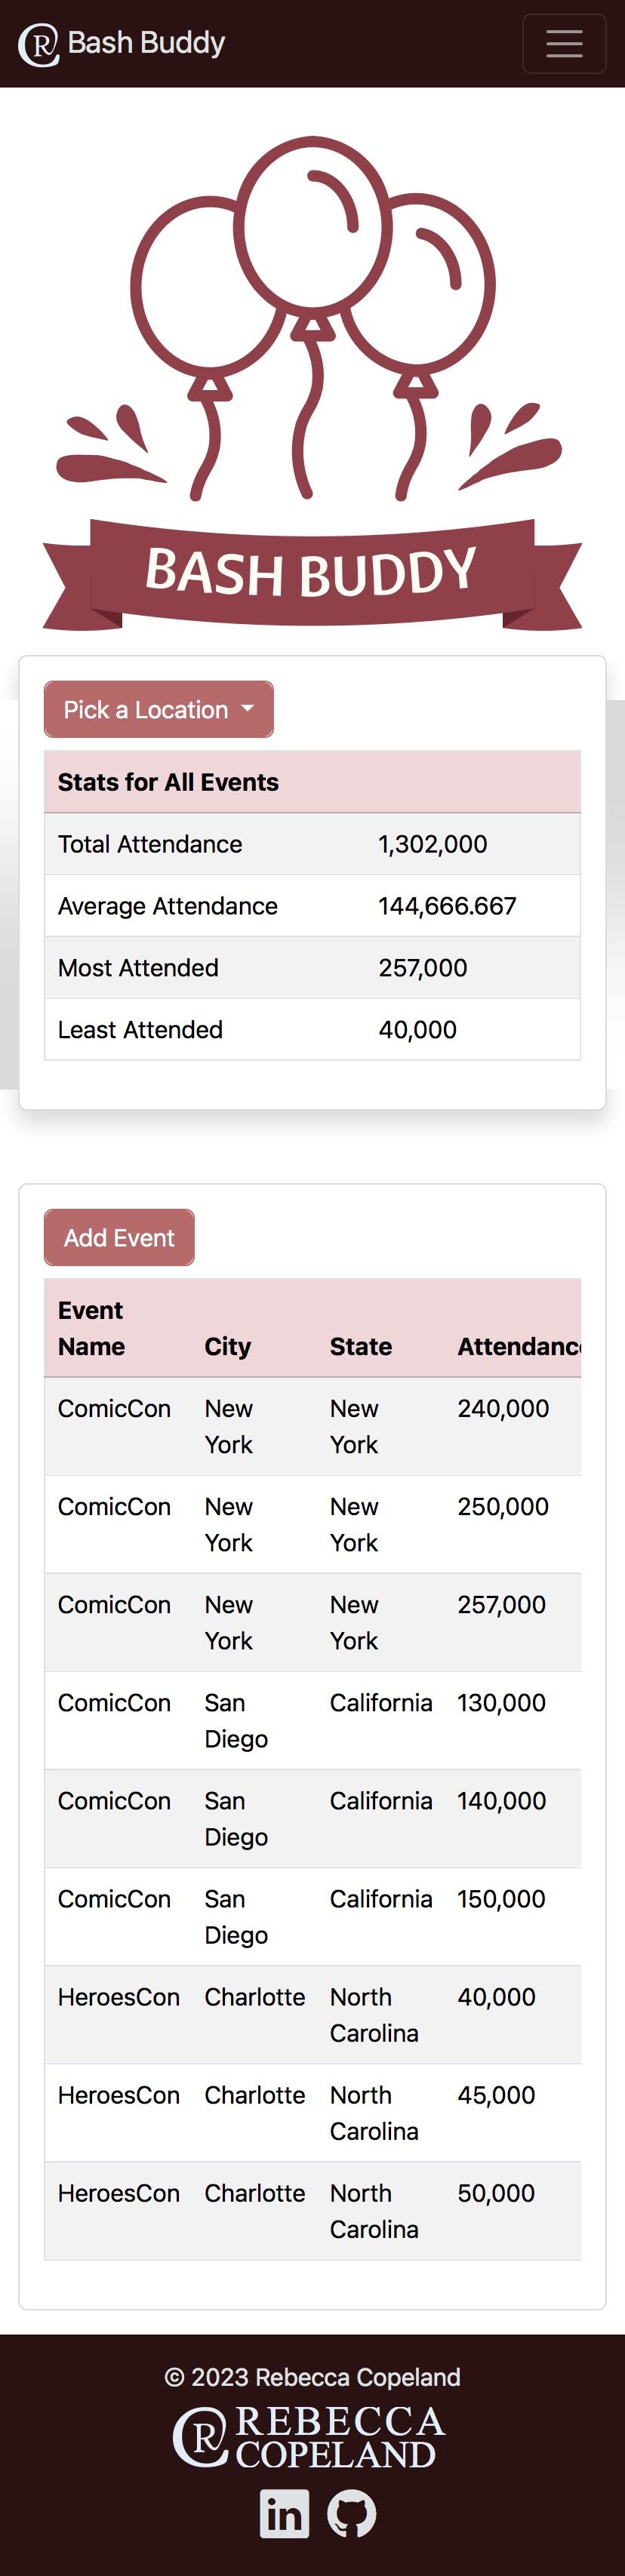 CR Bash Buddy
BASH BUDDY
Pick a Location
Stats for All Events
Total Attendance 1,302,000
Average Attendance 144,666.667
Most Attended 257,000
Least Attended 40,000
Add Event
Event
Name City State Attendanc
ComicCon New New 240,000
York York
ComicCon New New 250,000
York York
ComicCon New New 257,000
York York
ComicCon San California 130,000
Diego
ComicCon San California 140,000
Diego
ComicCon San California 150,000
Diego
HeroesCon Charlotte North 40,000
Carolina
HeroesCon Charlotte North 45,000
Carolina
HeroesCon Charlotte North 50,000
Carolina
© 2023 Rebecca Copeland
CR REBECCA
COPELAND
in